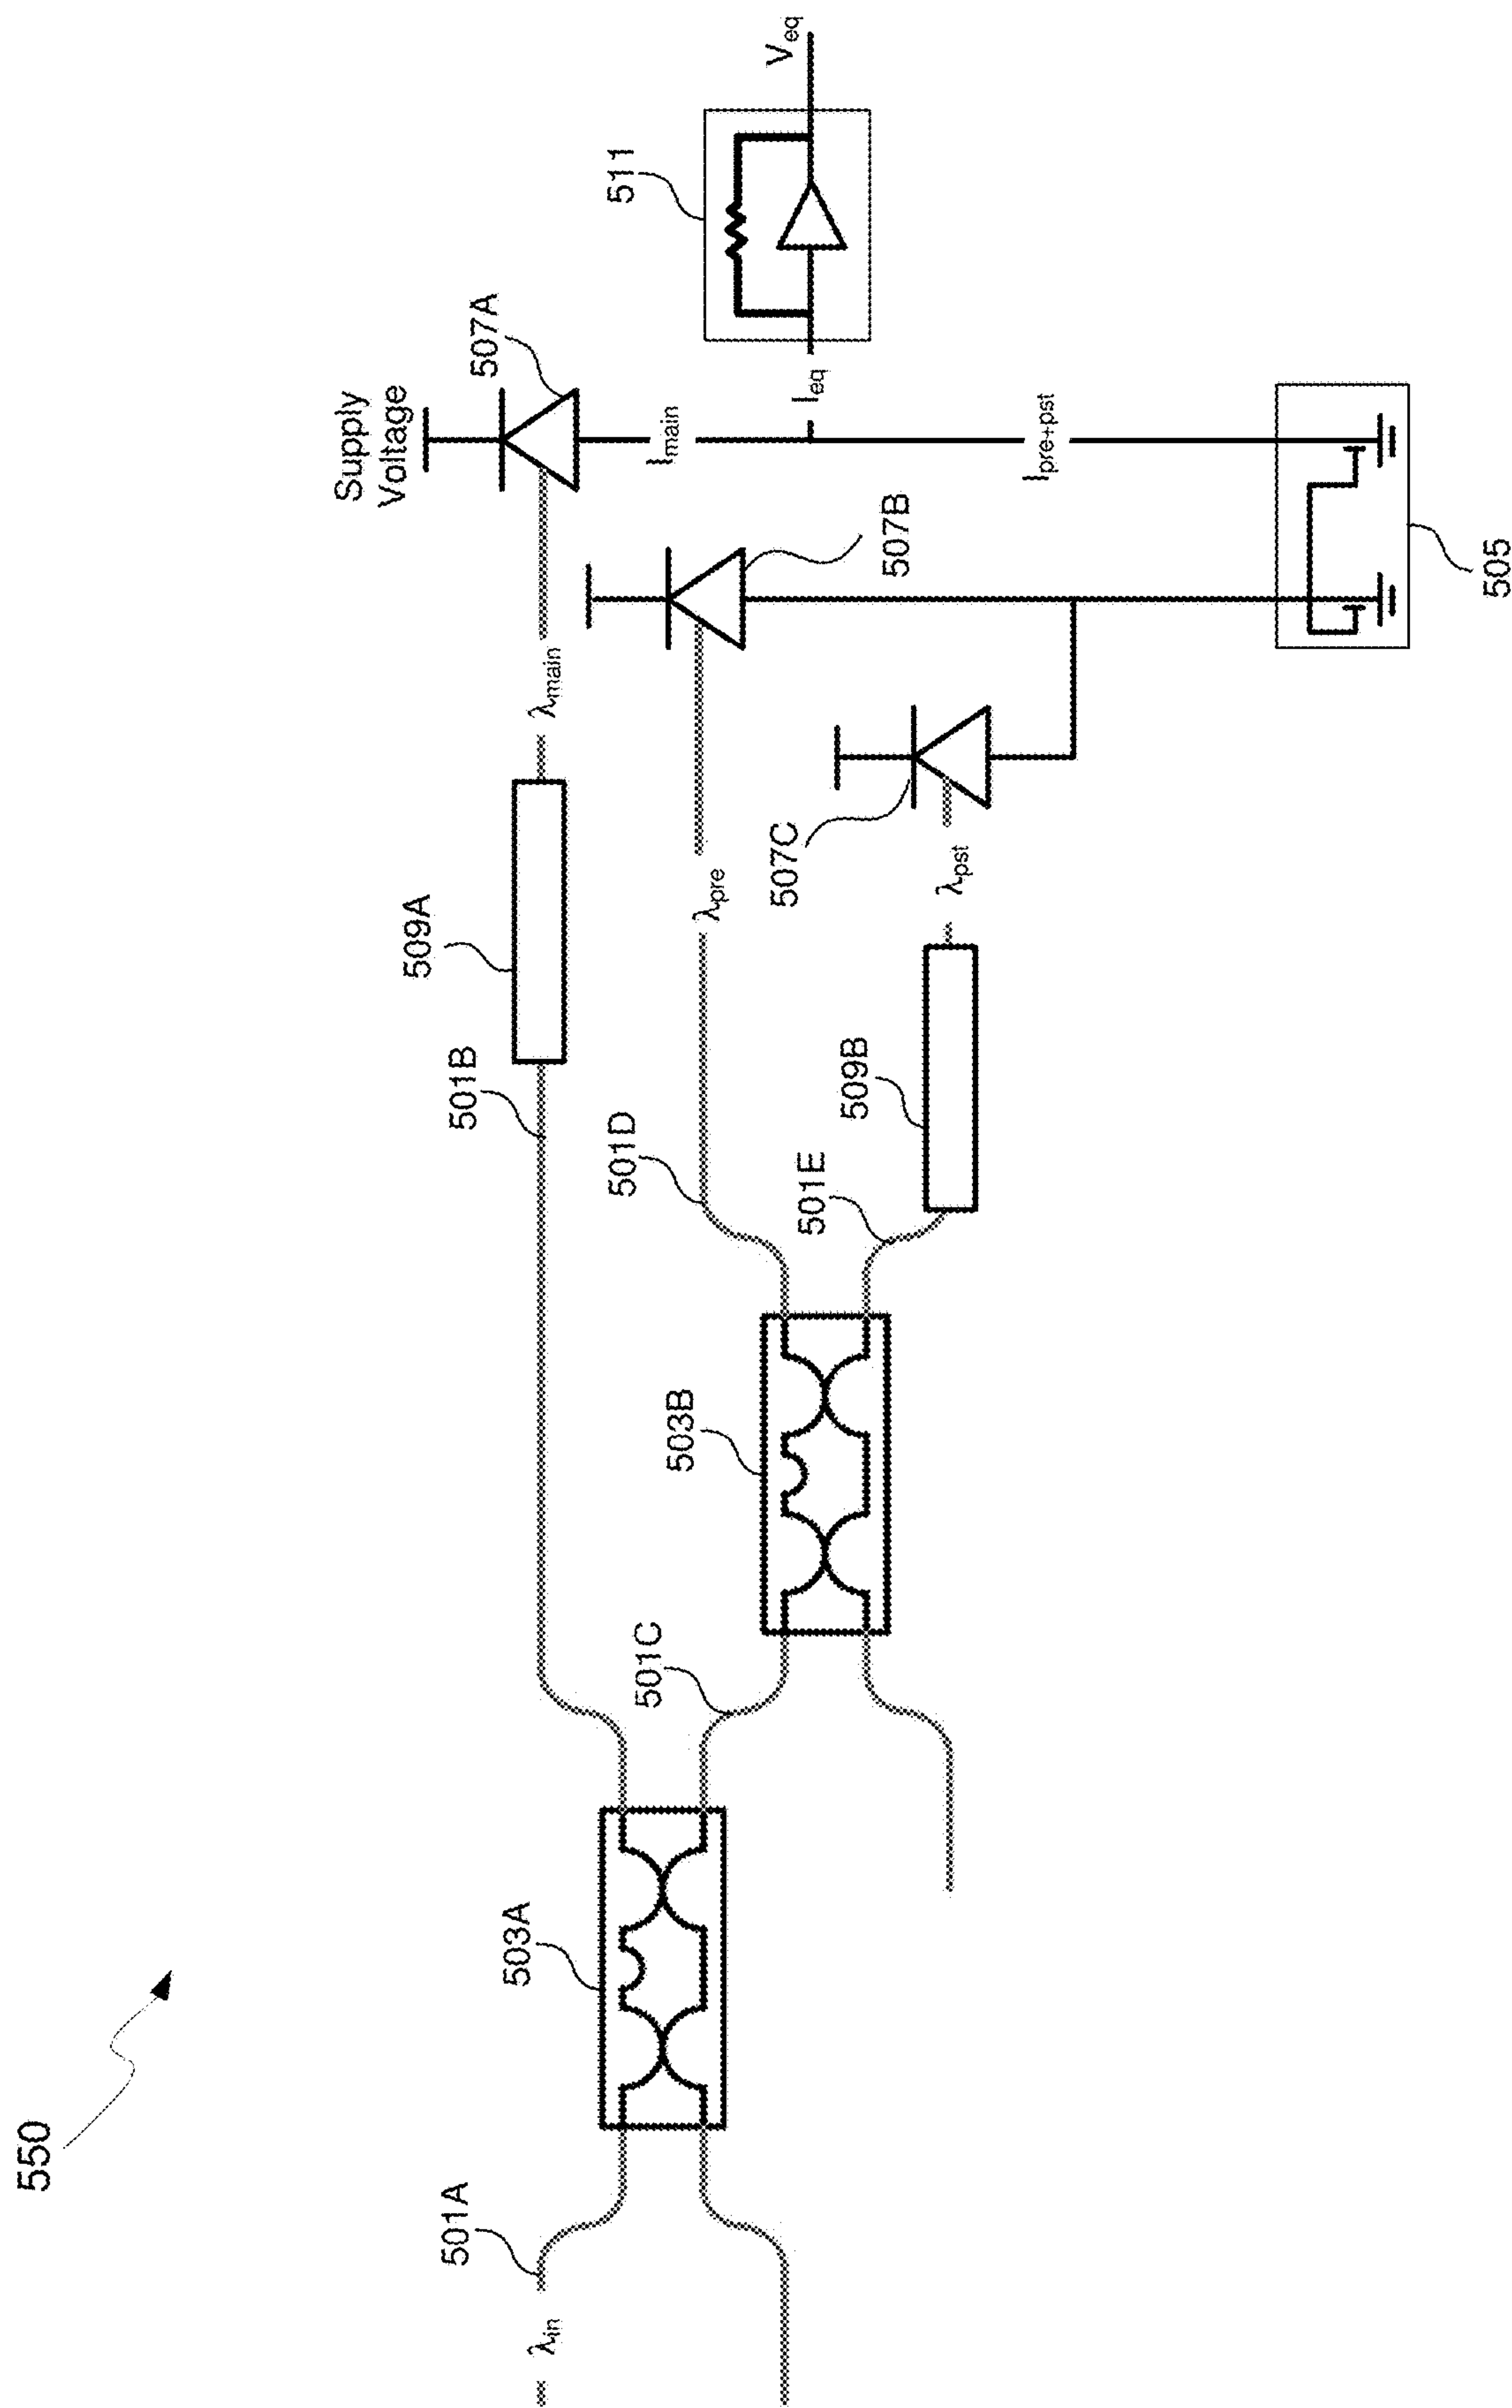 550
λin
501A
503A
501B
501C
503B
501D
501E
509A
509B
λmain
λpre
λpst
Supply
Voltage
507A
507B
507C
Imain
Ieq
Ipre+pst
511
Veq
505